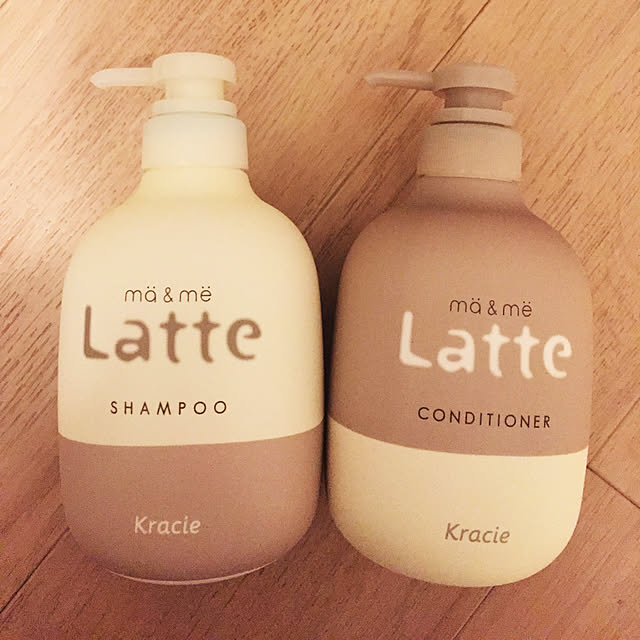 mä & më
Latte
SHAMPOO
Kracie
mä & më
Latte
CONDITIONER
Kracie